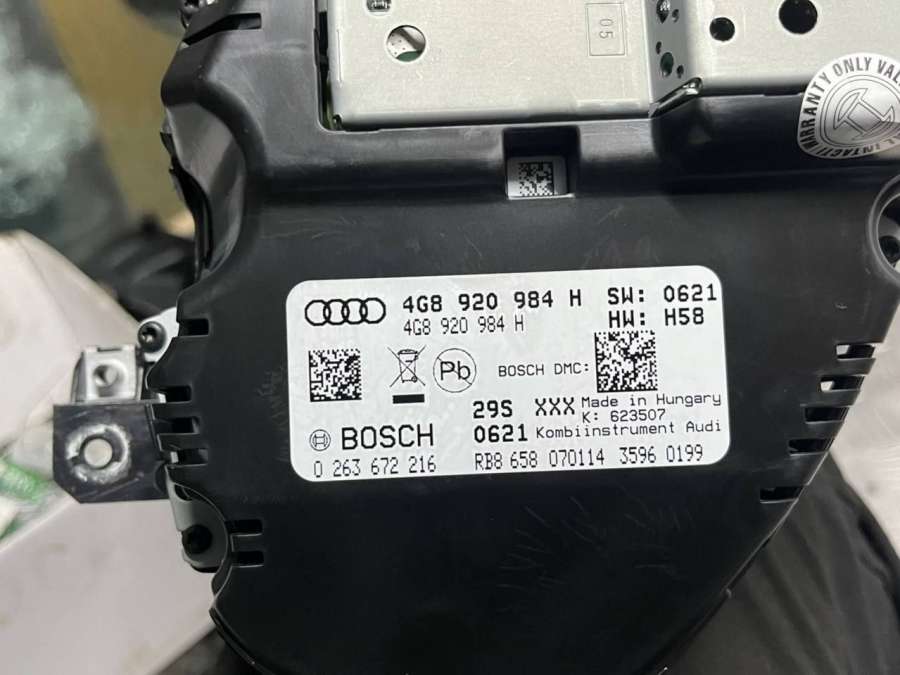 05
WARRANTY ONLY VAL
4G8 920 984 H SW: 0621
4G8 920 984 H HW: H58
Pb BOSCH DMC:
29S XXX Made in Hungary
K: 623507
BOSCH 0621 Kombiinstrument Audi
0 263 672 216 RB8 658 070114 3596 0199